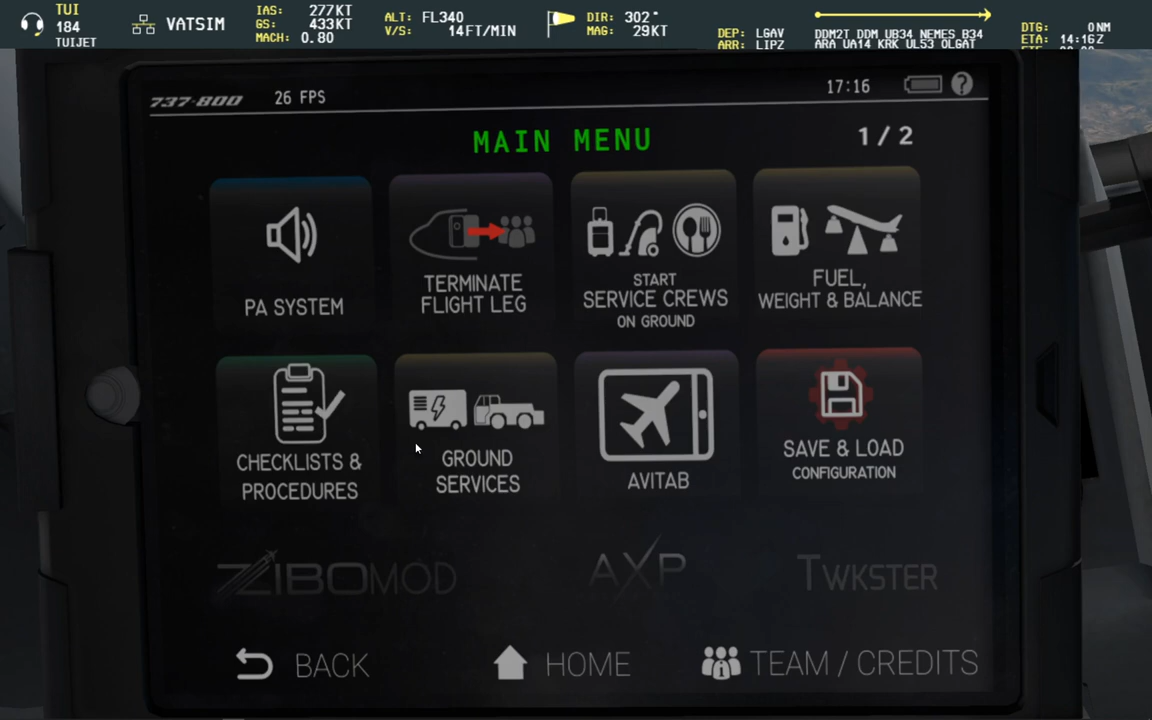 TUI
184
TUIJET
VATSIM
IAS: 277KT
GS: 433KT
MACH: 0.80
ALT: FL340
V/S: 14FT/MIN
DIR: 302°
MAG: 29KT
DEP: LGAV
ARR: LIPZ
DDM2T DDM UB34 NEMES B34
ARA UA14 KRK UL53 OLGAT
DTG: 0NM
ETA: 14:16Z
737-800
26 FPS
17:16
?
MAIN MENU
1 / 2
PA SYSTEM
TERMINATE
FLIGHT LEG
START
SERVICE CREWS
ON GROUND
FUEL,
WEIGHT & BALANCE
CHECKLISTS &
PROCEDURES
GROUND
SERVICES
AVITAB
SAVE & LOAD
CONFIGURATION
ZIBOMOD
AXP
TWKSTER
BACK
HOME
TEAM / CREDITS